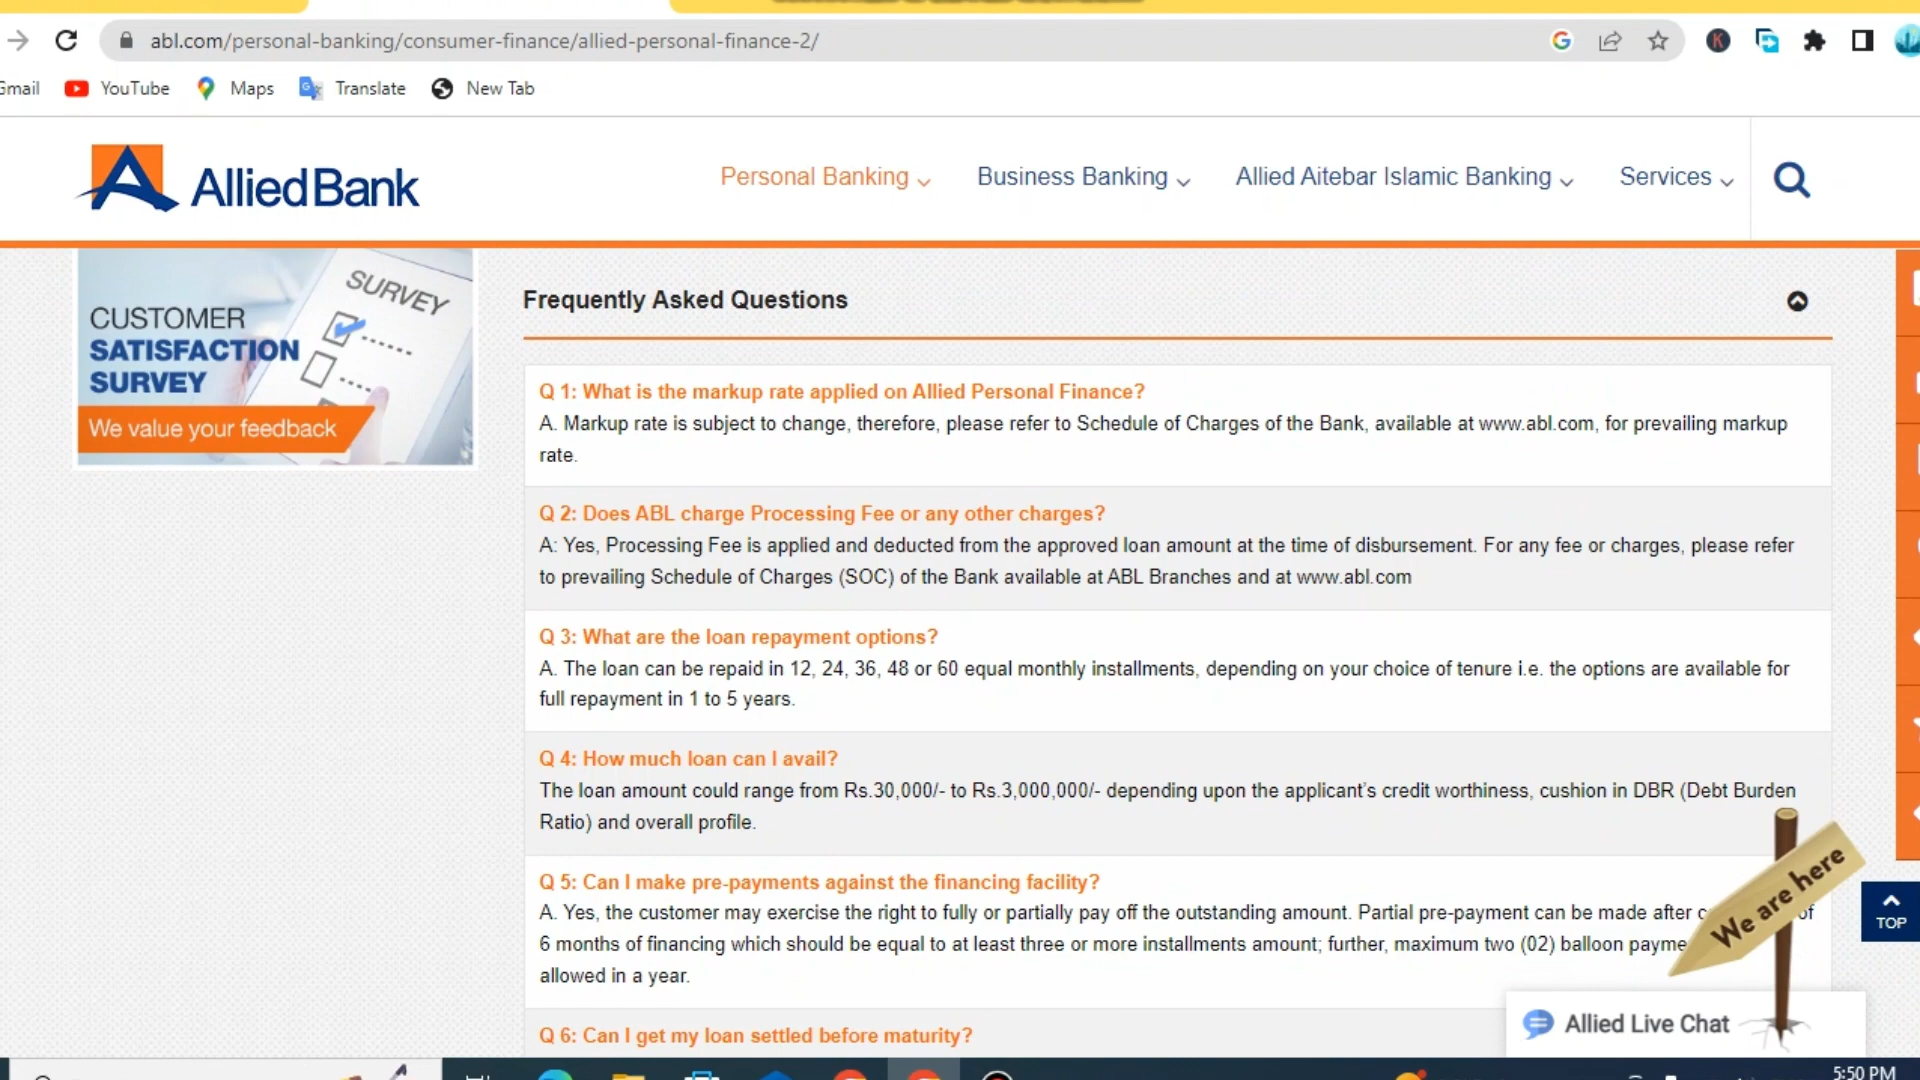 abl.com/personal-banking/consumer-finance/allied-personal-finance-2/
Gmail YouTube Maps Translate New Tab
Allied Bank
Personal Banking Business Banking Allied Aitebar Islamic Banking Services
CUSTOMER
SATISFACTION
SURVEY
We value your feedback
SURVEY
Frequently Asked Questions
Q 1: What is the markup rate applied on Allied Personal Finance?
A. Markup rate is subject to change, therefore, please refer to Schedule of Charges of the Bank, available at www.abl.com, for prevailing markup
rate.
Q 2: Does ABL charge Processing Fee or any other charges?
A: Yes, Processing Fee is applied and deducted from the approved loan amount at the time of disbursement. For any fee or charges, please refer
to prevailing Schedule of Charges (SOC) of the Bank available at ABL Branches and at www.abl.com
Q 3: What are the loan repayment options?
A. The loan can be repaid in 12, 24, 36, 48 or 60 equal monthly installments, depending on your choice of tenure i.e. the options are available for
full repayment in 1 to 5 years.
Q 4: How much loan can I avail?
The loan amount could range from Rs.30,000/- to Rs.3,000,000/- depending upon the applicant's credit worthiness, cushion in DBR (Debt Burden
Ratio) and overall profile.
Q 5: Can I make pre-payments against the financing facility?
A. Yes, the customer may exercise the right to fully or partially pay off the outstanding amount. Partial pre-payment can be made after of
6 months of financing which should be equal to at least three or more installments amount; further, maximum two (02) balloon
allowed in a year.
Q 6: Can I get my loan settled before maturity?
We are here
TOP
Allied Live Chat
5:50 PM